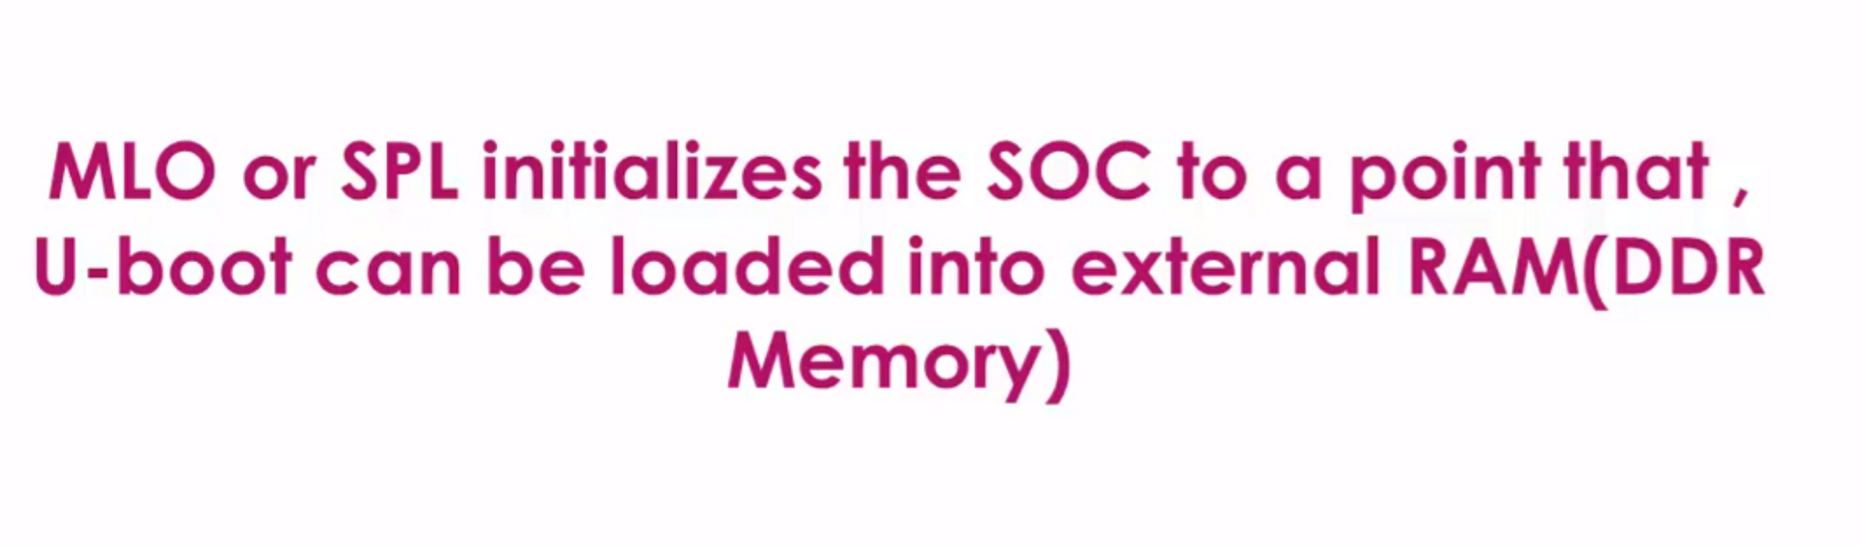 MLO or SPL initializes the SOC to a point that ,
U-boot can be loaded into external RAM(DDR
Memory)